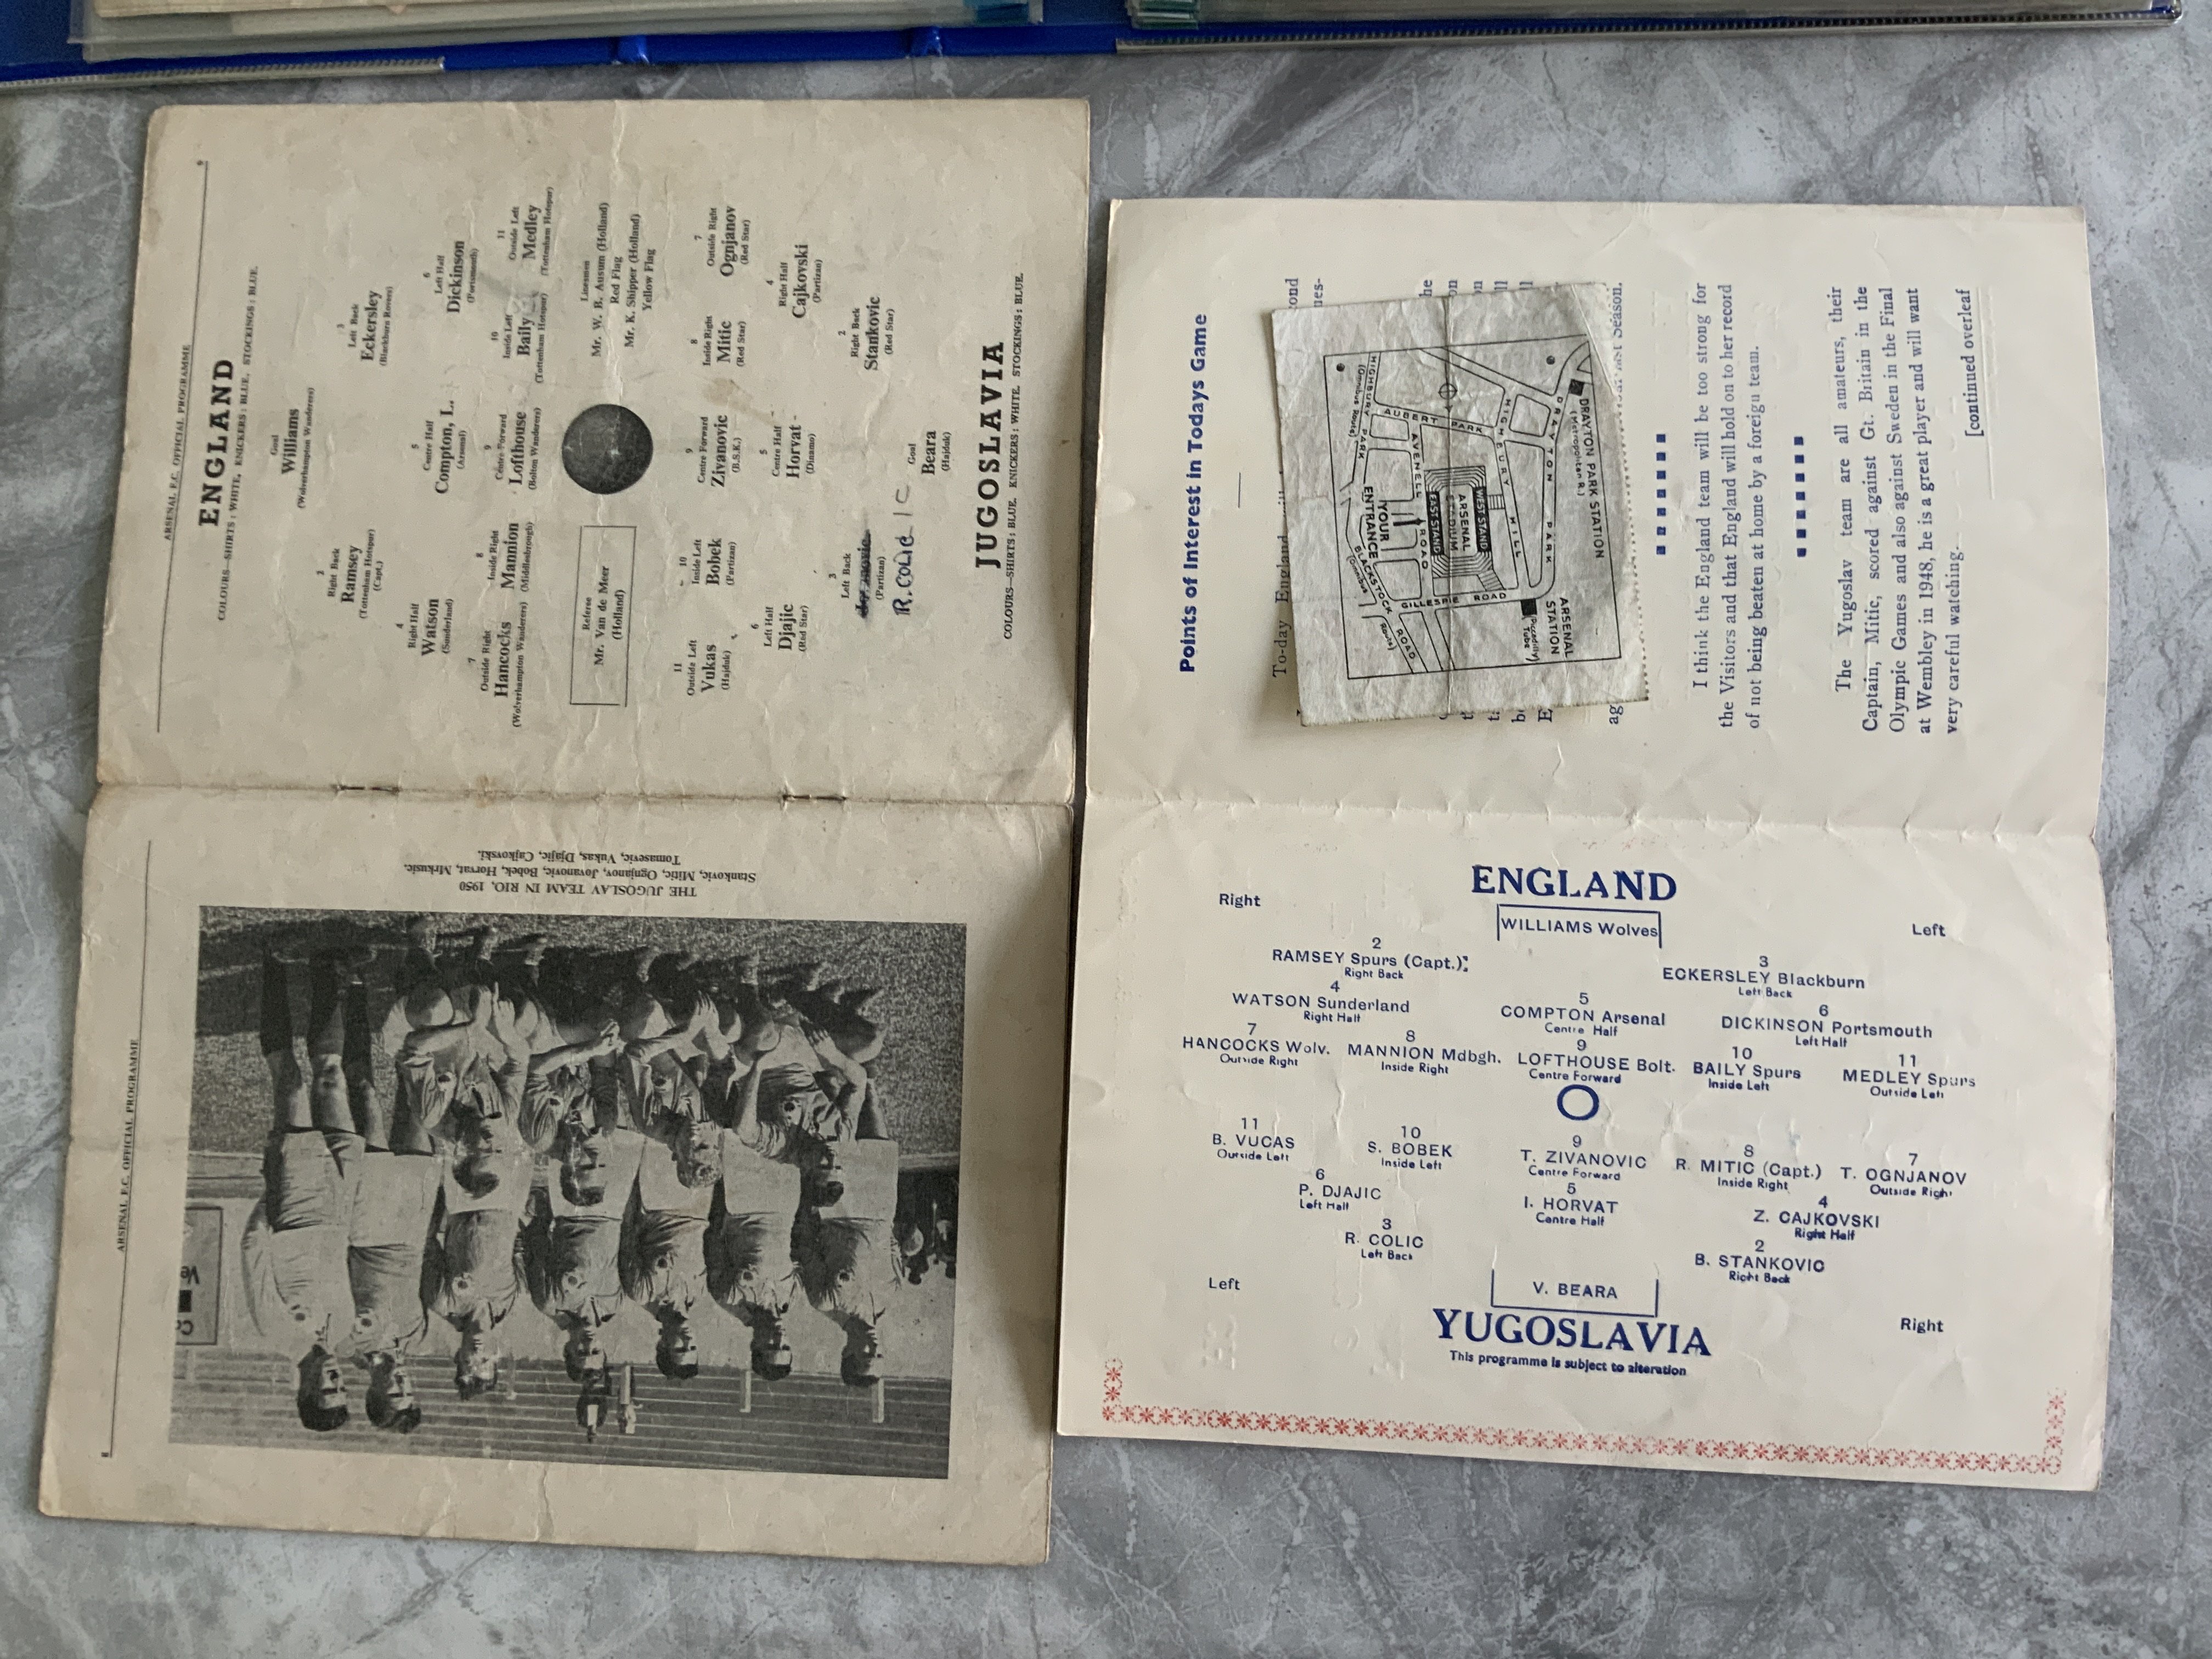 ARSENAL F.C. OFFICIAL PROGRAMME
9
ENGLAND
COLOURS—SHIRTS: WHITE, KNICKERS: BLUE, STOCKINGS: BLUE.
Goal
Williams
(Wolverhampton Wanderers)
2
Right Back
Ramsey
(Tottenham Hotspur)
(Capt.)
3
Left Back
Eckersley
(Blackburn Rovers)
4
Right Half
Watson
(Sunderland)
5
Centre Half
Compton, L.
(Arsenal)
6
Left Half
Dickinson
(Portsmouth)
7
Outside Right
Hancocks
(Wolverhampton Wanderers)
8
Inside Right
Mannion
(Middlesbrough)
9
Centre Forward
Lofthouse
(Bolton Wanderers)
10
Inside Left
Baily
(Tottenham Hotspur)
11
Outside Left
Medley
(Tottenham Hotspur)
Referee
Mr. Van de Meer
(Holland)
Linesmen
Mr. W. B. Ausum (Holland)
Red Flag
Mr. K. Shipper (Holland)
Yellow Flag
11
Outside Left
Vukas
(Hajduk)
10
Inside Left
Bobek
(Partizan)
9
Centre Forward
Zivanovic
(B.S.K.)
8
Inside Right
Mitic
(Red Star)
7
Outside Right
Ognjanov
(Red Star)
6
Left Half
Djajic
(Red Star)
5
Centre Half
Horvat
(Dinamo)
4
Right Half
Cajkovski
(Partizan)
3
Left Back
(Partizan)
R. COLIC
2
Right Back
Stankovic
(Red Star)
Goal
Beara
(Hajduk)
JUGOSLAVIA
COLOURS—SHIRTS: BLUE, KNICKERS: WHITE, STOCKINGS: BLUE.
8
ARSENAL F.C. OFFICIAL PROGRAMME
THE JUGOSLAV TEAM IN RIO, 1950
Stankovic, Mitic, Ognjanov, Jovanovic, Bobek, Horvat, Mrkusic.
Tomasevic, Vukas, Djajic, Cajkovski.
Points of Interest in Todays Game
To-day England
DRAYTON PARK STATION
(Metropolitan R.)
ARSENAL STATION
(Piccadilly Tube)
HIGHBURY PARK
(Omnibus Route)
AUBERT PARK
HIGHBURY HILL
DRAYTON PARK
AVENELL ROAD
WEST STAND
ARSENAL STADIUM
EAST STAND
YOUR ENTRANCE
GILLESPIE ROAD
BLACKSTOCK ROAD
(Omnibus Route)
Season.
I think the England team will be too strong for
the Visitors and that England will hold on to her record
of not being beaten at home by a foreign team.
The Yugoslav team are all amateurs, their
Captain, Mitic, scored against Gt. Britain in the
Olympic Games and also against Sweden in the Final
at Wembley in 1948, he is a great player and will want
very careful watching.
[continued overleaf
ENGLAND
Right
WILLIAMS Wolves
Left
2
RAMSEY Spurs (Capt.)
Right Back
3
ECKERSLEY Blackburn
Left Back
4
WATSON Sunderland
Right Half
5
COMPTON Arsenal
Centre Half
6
DICKINSON Portsmouth
Left Half
7
HANCOCKS Wolv.
Outside Right
8
MANNION Mdbgh.
Inside Right
9
LOFTHOUSE Bolt.
Centre Forward
10
BAILY Spurs
Inside Left
11
MEDLEY Spurs
Outside Left
11
B. VUCAS
Outside Left
10
S. BOBEK
Inside Left
9
T. ZIVANOVIC
Centre Forward
8
R. MITIC (Capt.)
Inside Right
7
T. OGNJANOV
Outside Right
6
P. DJAJIC
Left Half
5
I. HORVAT
Centre Half
4
Z. CAJKOVSKI
Right Half
3
R. COLIC
Left Back
2
B. STANKOVIC
Right Back
Left
V. BEARA
Right
YUGOSLAVIA
This programme is subject to alteration